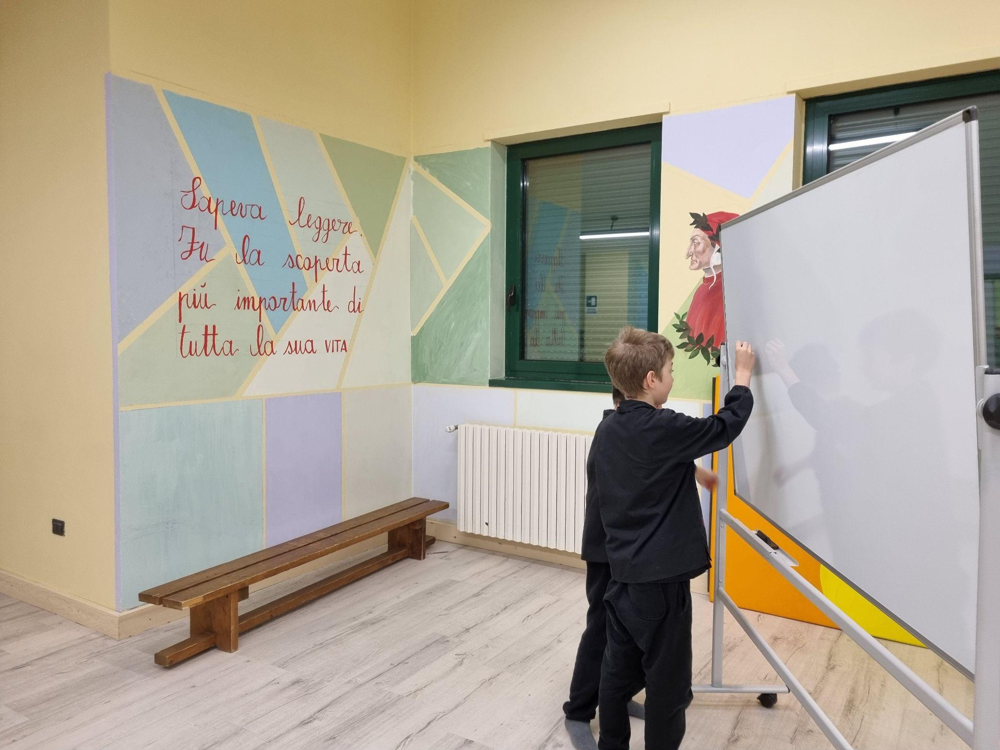 Sapeva leggere.
Fu la scoperta
più importante di
tutta la sua VITA